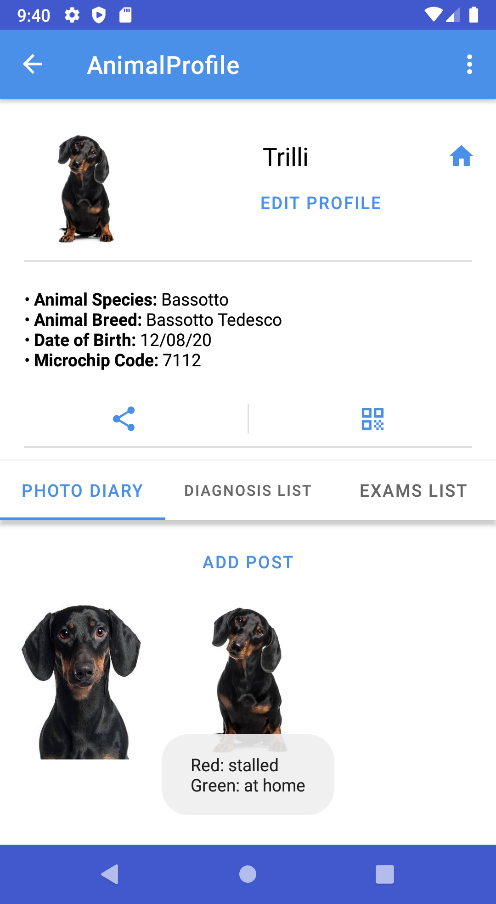 9:40
AnimalProfile
Trilli
EDIT PROFILE
• Animal Species: Bassotto
• Animal Breed: Bassotto Tedesco
• Date of Birth: 12/08/20
• Microchip Code: 7112
PHOTO DIARY DIAGNOSIS LIST EXAMS LIST
ADD POST
Red: stalled
Green: at home